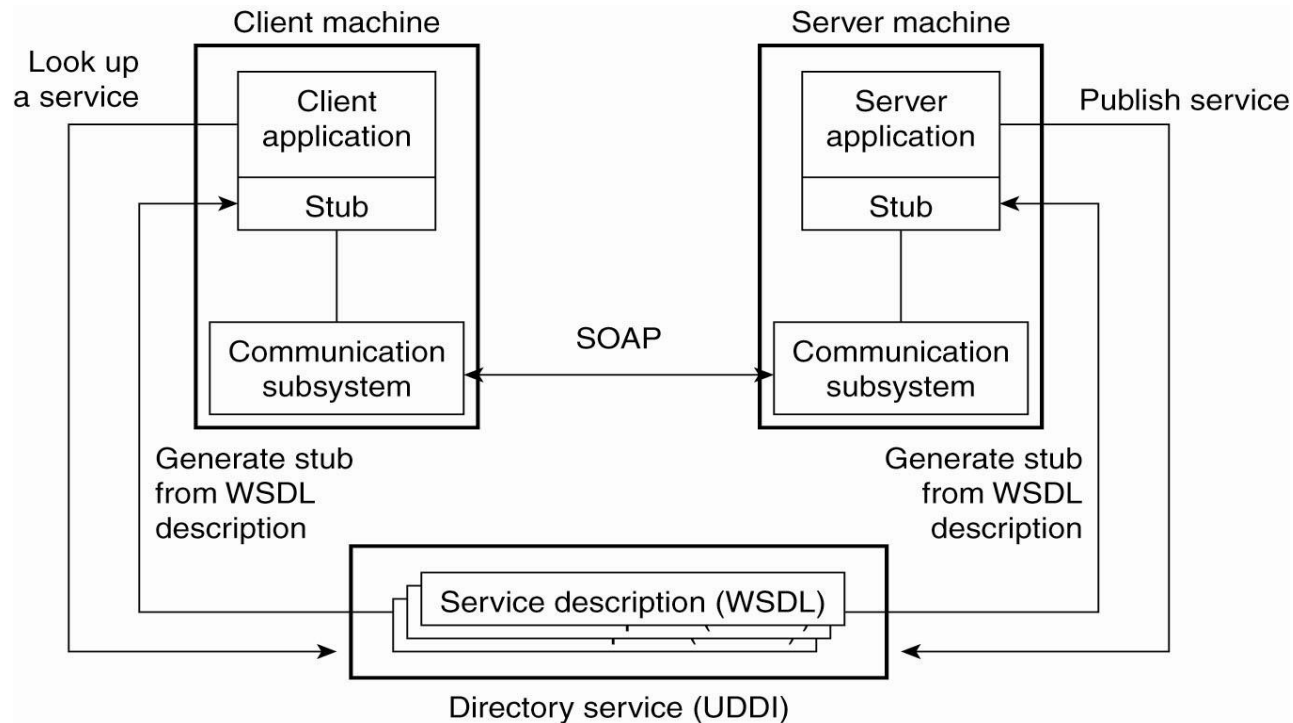 Client machine
Server machine
Look up
a service
Client
application
Server
application
Publish service
Stub
Stub
SOAP
Communication
subsystem
Communication
subsystem
Generate stub
from WSDL
description
Generate stub
from WSDL
description
Service description (WSDL)
Directory service (UDDI)